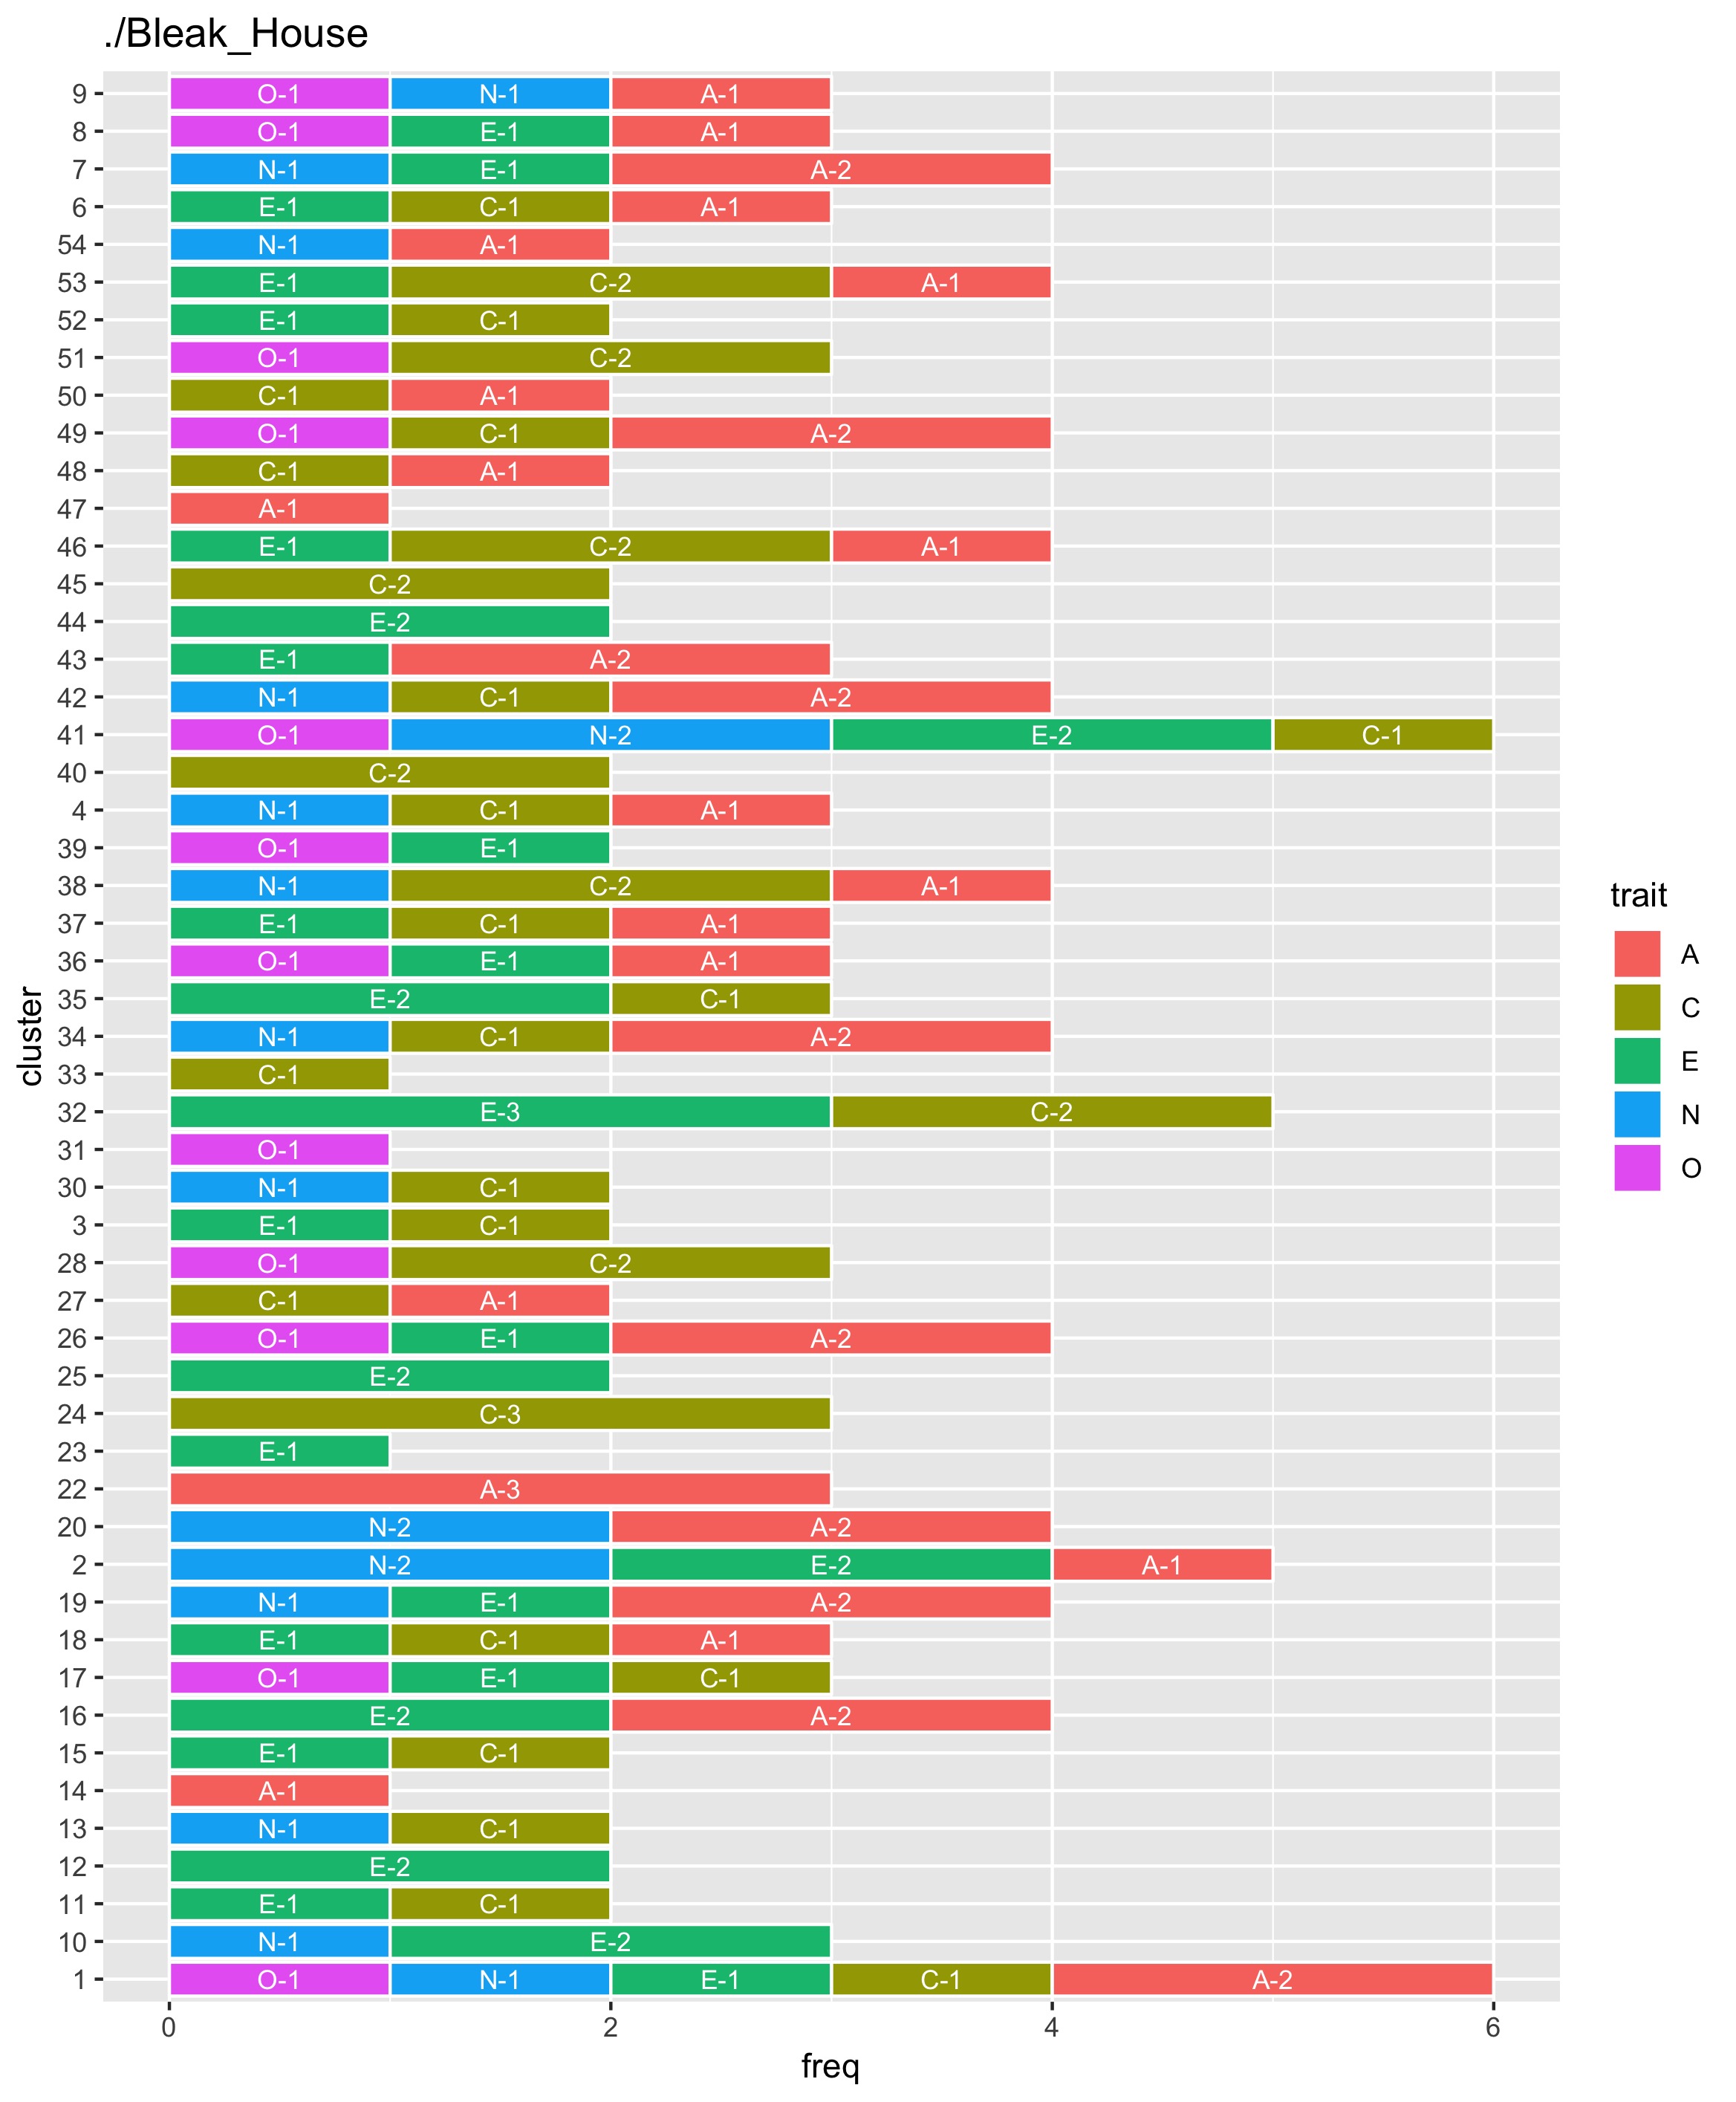 ./Bleak_House
9 O-1 N-1 A-1
8 O-1 E-1 A-1
7 N-1 E-1 A-2
6 E-1 C-1 A-1
54 N-1 A-1
53 E-1 C-2 A-1
52 E-1 C-1
51 O-1 C-2
50 C-1 A-1
49 O-1 C-1 A-2
48 C-1 A-1
47 A-1
46 E-1 C-2 A-1
45 C-2
44 E-2
43 E-1 A-2
42 N-1 C-1 A-2
41 O-1 N-2 E-2 C-1
40 C-2
4 N-1 C-1 A-1
39 O-1 E-1
38 N-1 C-2 A-1
37 E-1 C-1 A-1
36 O-1 E-1 A-1
35 E-2 C-1
34 N-1 C-1 A-2
33 C-1
32 E-3 C-2
31 O-1
30 N-1 C-1
3 E-1 C-1
28 O-1 C-2
27 C-1 A-1
26 O-1 E-1 A-2
25 E-2
24 C-3
23 E-1
22 A-3
20 N-2 A-2
2 N-2 E-2 A-1
19 N-1 E-1 A-2
18 E-1 C-1 A-1
17 O-1 E-1 C-1
16 E-2 A-2
15 E-1 C-1
14 A-1
13 N-1 C-1
12 E-2
11 E-1 C-1
10 N-1 E-2
1 O-1 N-1 E-1 C-1 A-2
0 2 4 6
freq
cluster
trait
A
C
E
N
O